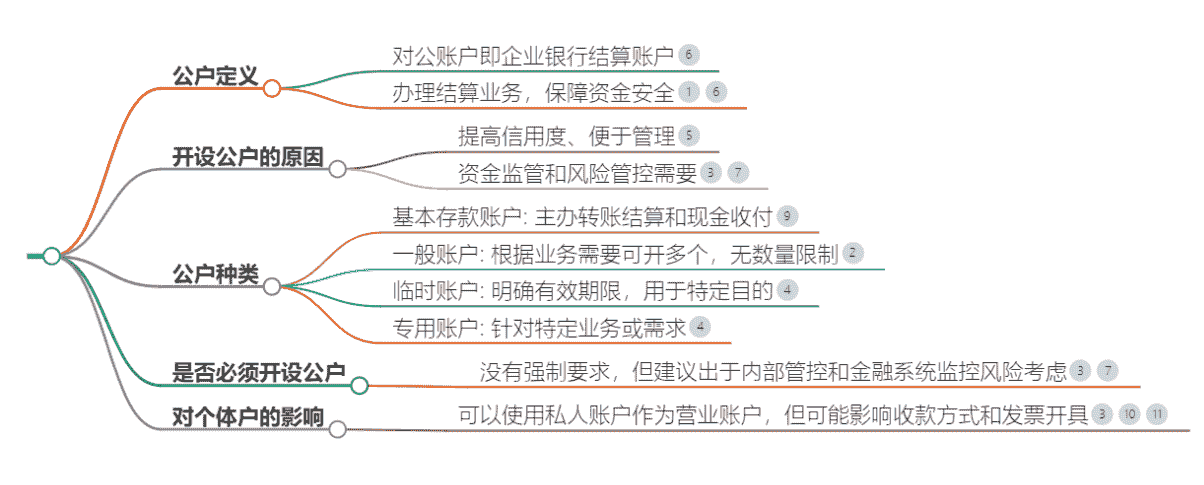 公户定义
对公账户即企业银行结算账户 6
办理结算业务，保障资金安全 1 6
开设公户的原因
提高信用度、便于管理 5
资金监管和风险管控需要 3 7
公户种类
基本存款账户: 主办转账结算和现金收付 9
一般账户: 根据业务需要可开多个，无数量限制 2
临时账户: 明确有效期限，用于特定目的 4
专用账户: 针对特定业务或需求 4
是否必须开设公户
没有强制要求，但建议出于内部管控和金融系统监控风险考虑 3 7
对个体户的影响
可以使用私人账户作为营业账户，但可能影响收款方式和发票开具 3 10 11